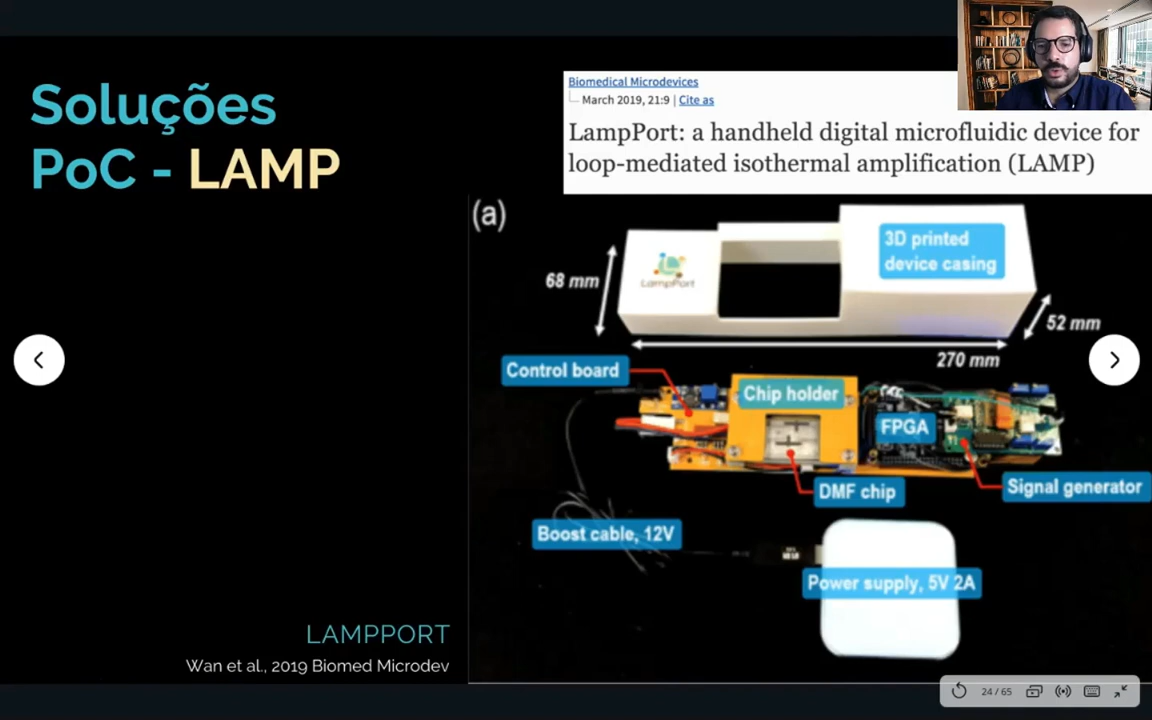 Soluções
PoC - LAMP
Biomedical Microdevices
March 2019, 21:9 | Cite as
LampPort: a handheld digital microfluidic device for
loop-mediated isothermal amplification (LAMP)
(a)
3D printed
device casing
LampPort
68 mm
52 mm
270 mm
Control board
Chip holder
FPGA
DMF chip
Signal generator
Boost cable, 12V
Power supply, 5V 2A
LAMPPORT
Wan et al., 2019 Biomed Microdev
24 / 65